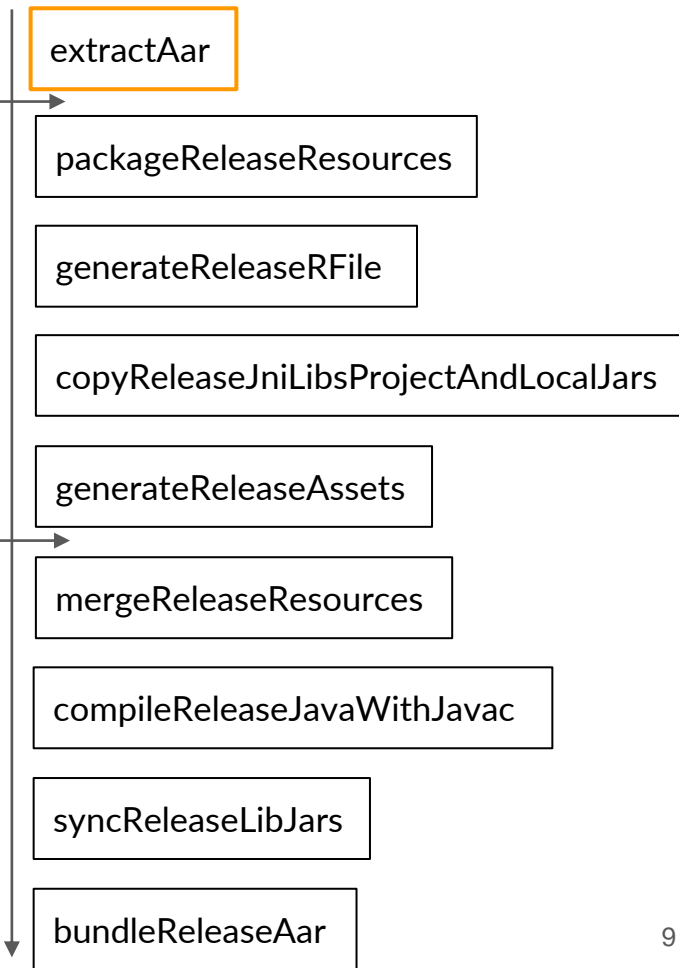 extractAar
packageReleaseResources
generateReleaseRFile
copyReleaseJniLibsProjectAndLocalJars
generateReleaseAssets
mergeReleaseResources
compileReleaseJavaWithJavac
syncReleaseLibJars
bundleReleaseAar
9